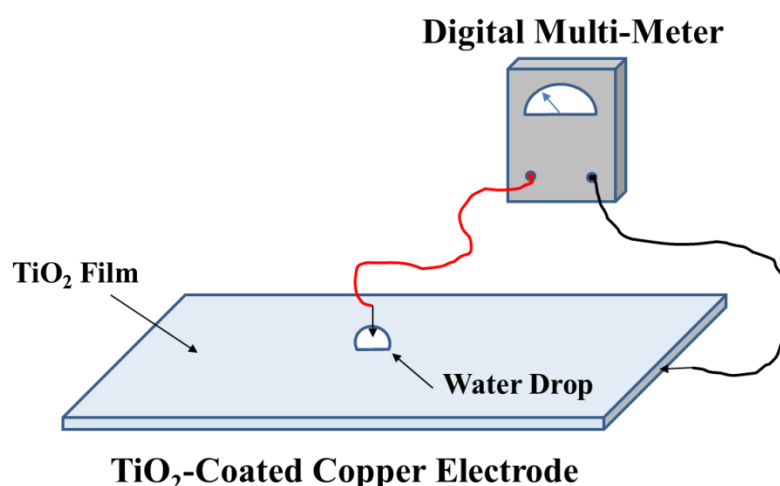 Digital Multi-Meter
TiO₂ Film
Water Drop
TiO₂-Coated Copper Electrode